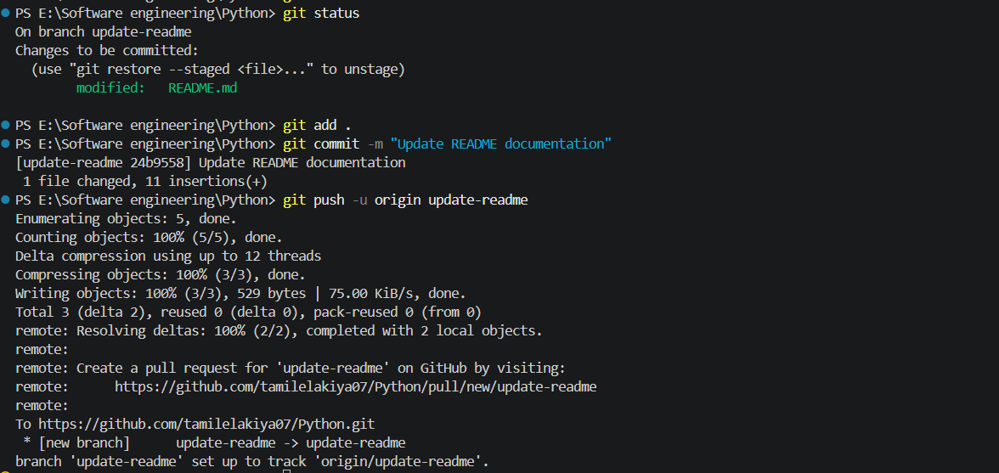 PS E:\Software engineering\Python> git status
On branch update-readme
Changes to be committed:
  (use "git restore --staged <file>..." to unstage)
        modified:   README.md
PS E:\Software engineering\Python> git add .
PS E:\Software engineering\Python> git commit -m "Update README documentation"
[update-readme 24b9558] Update README documentation
 1 file changed, 11 insertions(+)
PS E:\Software engineering\Python> git push -u origin update-readme
Enumerating objects: 5, done.
Counting objects: 100% (5/5), done.
Delta compression using up to 12 threads
Compressing objects: 100% (3/3), done.
Writing objects: 100% (3/3), 529 bytes | 75.00 KiB/s, done.
Total 3 (delta 2), reused 0 (delta 0), pack-reused 0 (from 0)
remote: Resolving deltas: 100% (2/2), completed with 2 local objects.
remote:
remote: Create a pull request for 'update-readme' on GitHub by visiting:
remote:      https://github.com/tamilelakiya07/Python/pull/new/update-readme
remote:
To https://github.com/tamilelakiya07/Python.git
 * [new branch]      update-readme -> update-readme
branch 'update-readme' set up to track 'origin/update-readme'.